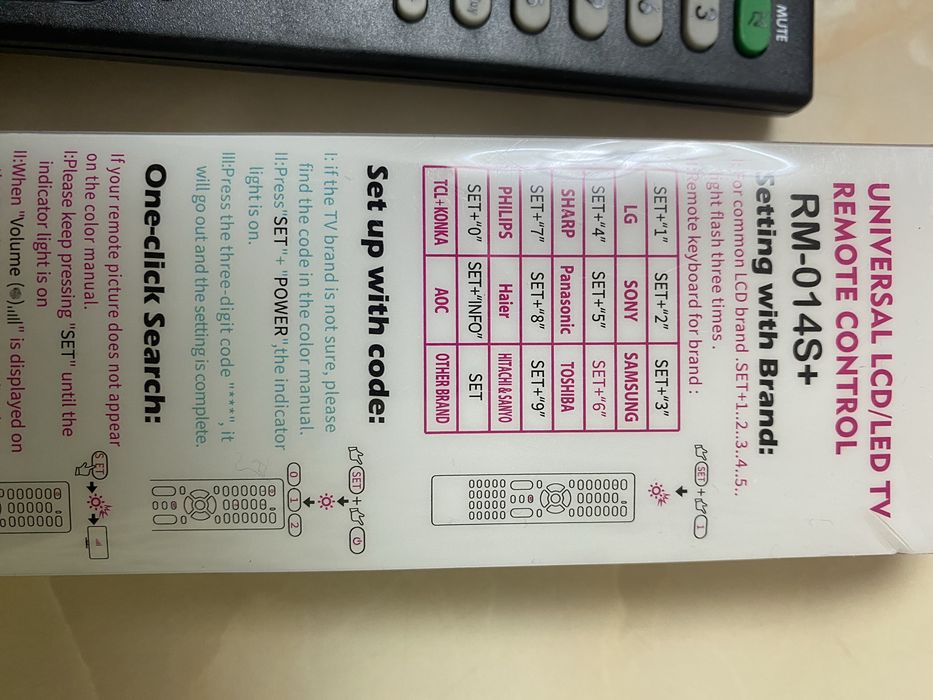 MUTE
3
6
UNIVERSAL LCD/LED TV
REMOTE CONTROL
RM-014S+
Setting with Brand:
I: For common LCD brand .SET+1..2..3..4..5..
light flash three times .
Remote keyboard for brand :
SET+"1" SET+"2" SET+"3"
LG SONY SAMSUNG
SET+"4" SET+"5" SET+"6"
SHARP Panasonic TOSHIBA
SET+"7" SET+"8" SET+"9"
PHILPS Haier HITACHI&SANYO
SET+"0" SET+"INFO" SET
TCL+KONKA AOC OTHER BRAND
SET + 1
Set up with code:
I: if the TV brand is not sure, please
find the code in the color manual.
II:Press"SET"+ "POWER",the indicator
light is on.
III:Press the three-digit code "***", it
will go out and the setting is complete.
SET +
0 1 2
One-click Search:
If your remote picture does not appear
on the color manual.
I:Please keep pressing "SET" until the
indicator light is on
II:When "Volume ( )" is displayed on
SET